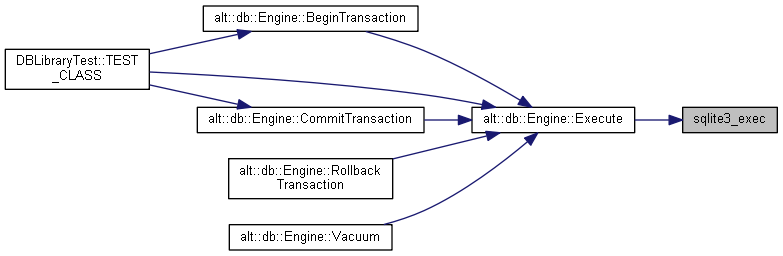 alt::db::Engine::BeginTransaction
DBLibraryTest::TEST
_CLASS
alt::db::Engine::CommitTransaction
alt::db::Engine::Execute
sqlite3_exec
alt::db::Engine::Rollback
Transaction
alt::db::Engine::Vacuum